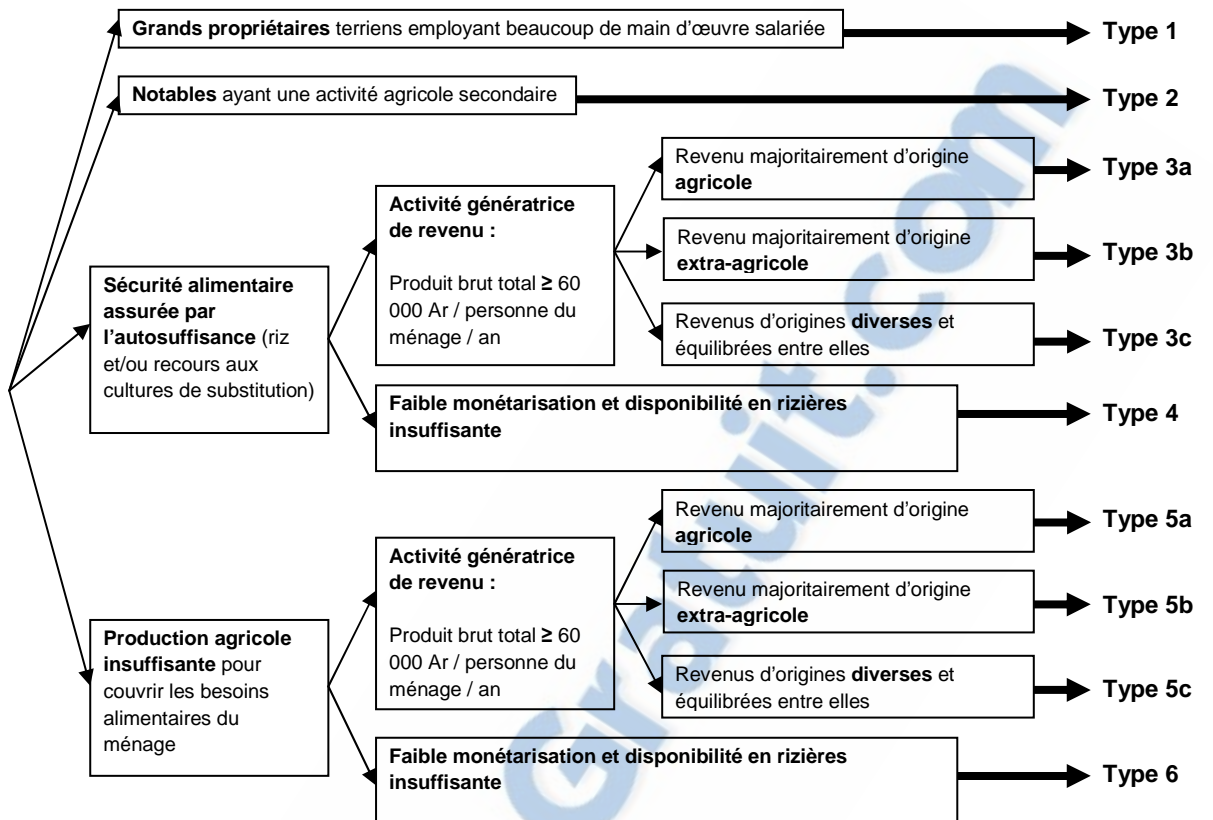 Grands propriétaires terriens employant beaucoup de main d'œuvre salariée
Type 1
Notables ayant une activité agricole secondaire
Type 2
Sécurité alimentaire
assurée par
l'autosuffisance (riz
et/ou recours aux
cultures de substitution)
Activité génératrice
de revenu :
Produit brut total ≥ 60
000 Ar / personne du
ménage / an
Revenu majoritairement d'origine
agricole
Type 3a
Revenu majoritairement d'origine
extra-agricole
Type 3b
Revenus d'origines diverses et
équilibrées entre elles
Type 3c
Faible monétarisation et disponibilité en rizières
insuffisante
Type 4
Production agricole
insuffisante pour
couvrir les besoins
alimentaires du
ménage
Activité génératrice
de revenu :
Produit brut total ≥ 60
000 Ar / personne du
ménage / an
Revenu majoritairement d'origine
agricole
Type 5a
Revenu majoritairement d'origine
extra-agricole
Type 5b
Revenus d'origines diverses et
équilibrées entre elles
Type 5c
Faible monétarisation et disponibilité en rizières
insuffisante
Type 6
Gratuit.com